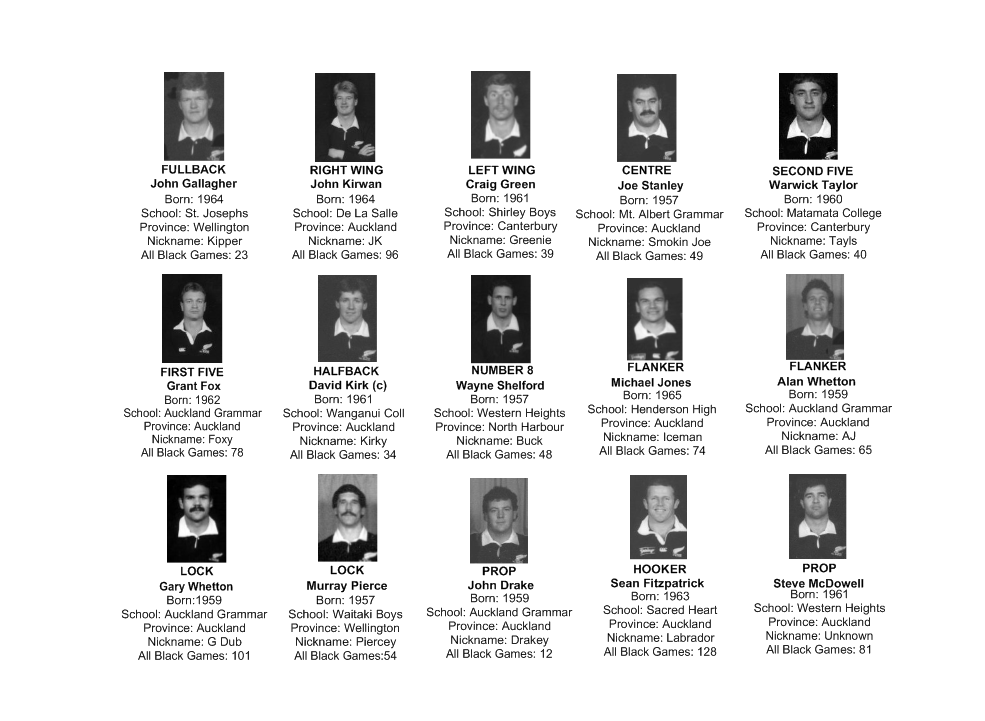 FULLBACK
John Gallagher
Born: 1964
School: St. Josephs
Province: Wellington
Nickname: Kipper
All Black Games: 23
RIGHT WING
John Kirwan
Born: 1964
School: De La Salle
Province: Auckland
Nickname: JK
All Black Games: 96
LEFT WING
Craig Green
Born: 1961
School: Shirley Boys
Province: Canterbury
Nickname: Greenie
All Black Games: 39
CENTRE
Joe Stanley
Born: 1957
School: Mt. Albert Grammar
Province: Auckland
Nickname: Smokin Joe
All Black Games: 49
SECOND FIVE
Warwick Taylor
Born: 1960
School: Matamata College
Province: Canterbury
Nickname: Tayls
All Black Games: 40
FIRST FIVE
Grant Fox
Born: 1962
School: Auckland Grammar
Province: Auckland
Nickname: Foxy
All Black Games: 78
HALFBACK
David Kirk (c)
Born: 1961
School: Wanganui Coll
Province: Auckland
Nickname: Kirky
All Black Games: 34
NUMBER 8
Wayne Shelford
Born: 1957
School: Western Heights
Province: North Harbour
Nickname: Buck
All Black Games: 48
FLANKER
Michael Jones
Born: 1965
School: Henderson High
Province: Auckland
Nickname: Iceman
All Black Games: 74
FLANKER
Alan Whetton
Born: 1959
School: Auckland Grammar
Province: Auckland
Nickname: AJ
All Black Games: 65
LOCK
Gary Whetton
Born:1959
School: Auckland Grammar
Province: Auckland
Nickname: G Dub
All Black Games: 101
LOCK
Murray Pierce
Born: 1957
School: Waitaki Boys
Province: Wellington
Nickname: Piercey
All Black Games:54
PROP
John Drake
Born: 1959
School: Auckland Grammar
Province: Auckland
Nickname: Drakey
All Black Games: 12
HOOKER
Sean Fitzpatrick
Born: 1963
School: Sacred Heart
Province: Auckland
Nickname: Labrador
All Black Games: 128
PROP
Steve McDowell
Born: 1961
School: Western Heights
Province: Auckland
Nickname: Unknown
All Black Games: 81